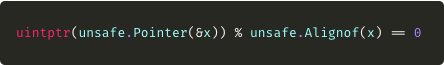 uintptr(unsafe.Pointer(&x)) % unsafe.Alignof(x) == 0